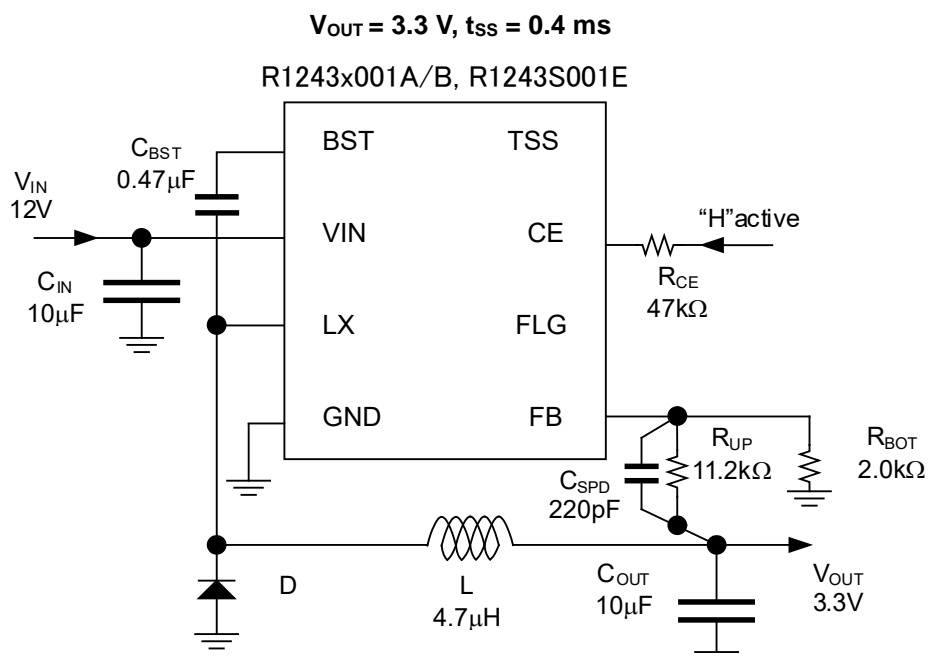 VOUT = 3.3 V, tSS = 0.4 ms
R1243x001A/B, R1243S001E
BST
TSS
CBST
0.47μF
VIN
12V
VIN
CE
"H"active
RCE
47kΩ
CIN
10μF
LX
FLG
GND
FB
RUP
11.2kΩ
RBOT
2.0kΩ
CSPD
220pF
D
L
4.7μH
COUT
10μF
VOUT
3.3V